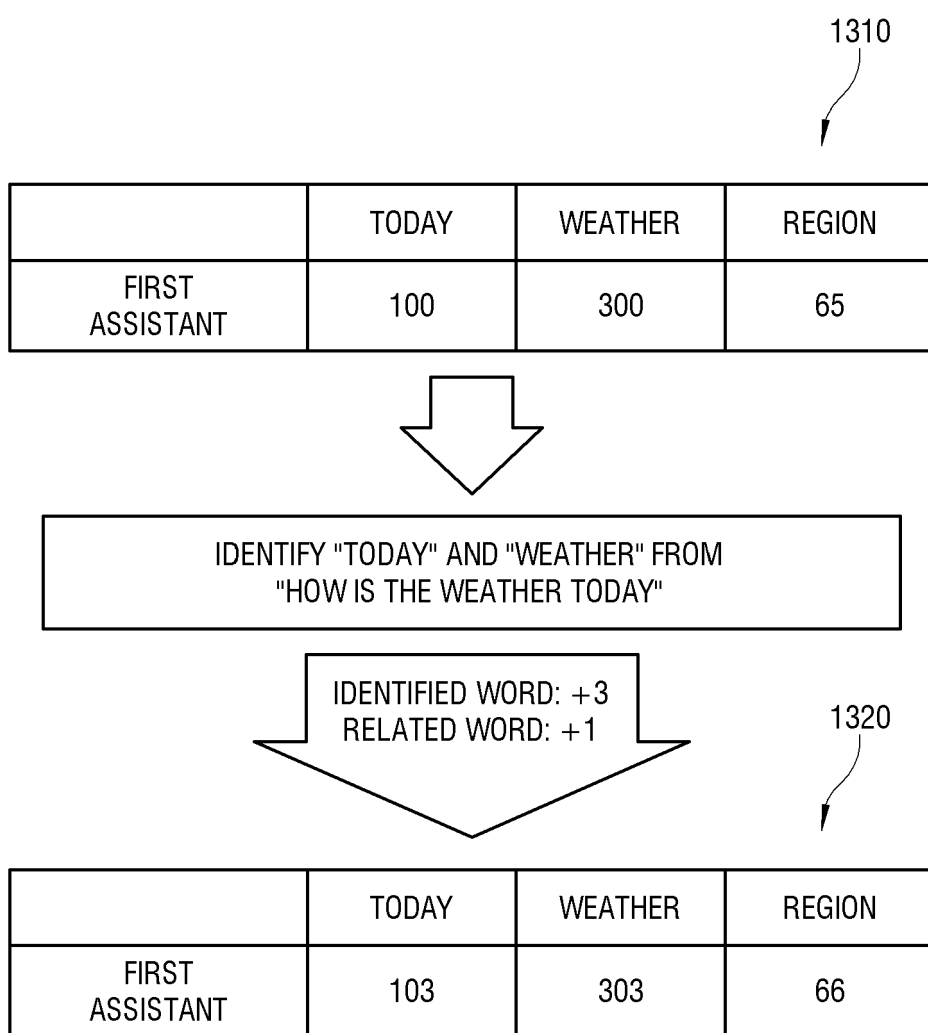 1310
TODAY WEATHER REGION
FIRST
ASSISTANT 100 300 65
IDENTIFY "TODAY" AND "WEATHER" FROM
"HOW IS THE WEATHER TODAY"
IDENTIFIED WORD: +3
RELATED WORD: +1
1320
TODAY WEATHER REGION
FIRST
ASSISTANT 103 303 66